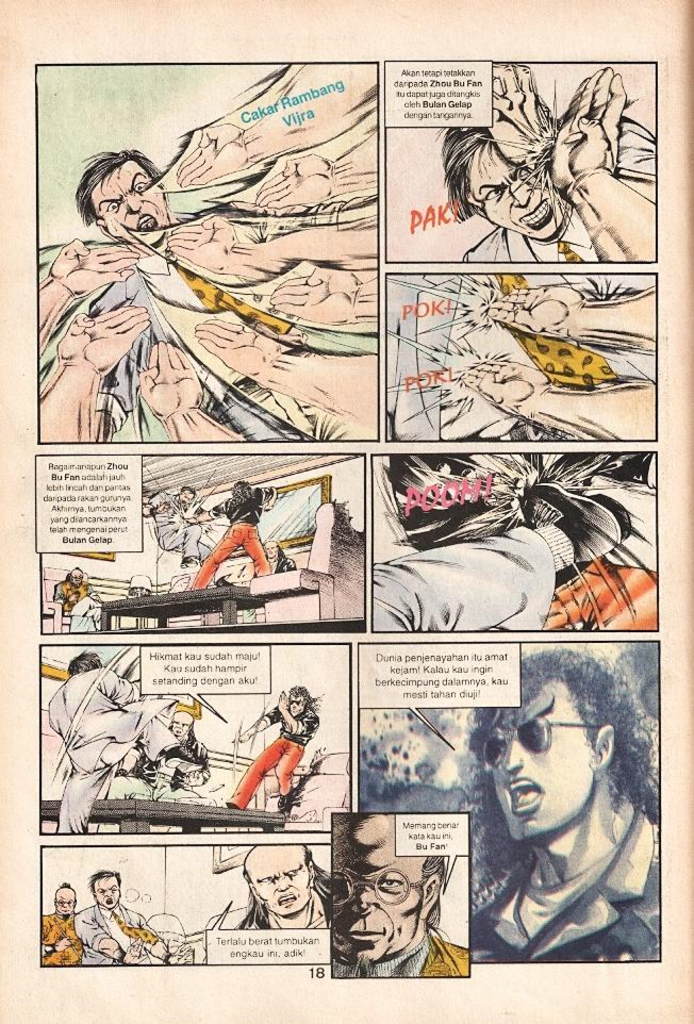 Cakar Rambang
Vijra
Akan tetapi tetakkan
daripada Zhou Bu Fan
itu dapat juga ditangkis
oleh Bulan Gelap
dengan tangannya.
PAK!
POK!
POK!
Bagaimanapun Zhou
Bu Fan adalah jauh
lebih lincah dan pantas
daripada rakan gurunya.
Akhirnya, tumbukan
yang dilancarkannya
telah mengenai perut
Bulan Gelap.
POOM!
Hikmat kau sudah maju!
Kau sudah hampir
setanding dengan aku!
Dunia penjenayahan itu amat
kejam! Kalau kau ingin
berkecimpung dalamnya, kau
mesti tahan diuji!
Memang benar
kata kau ini,
Bu Fan!
Terlalu berat tumbukan
engkau ini, adik!
18